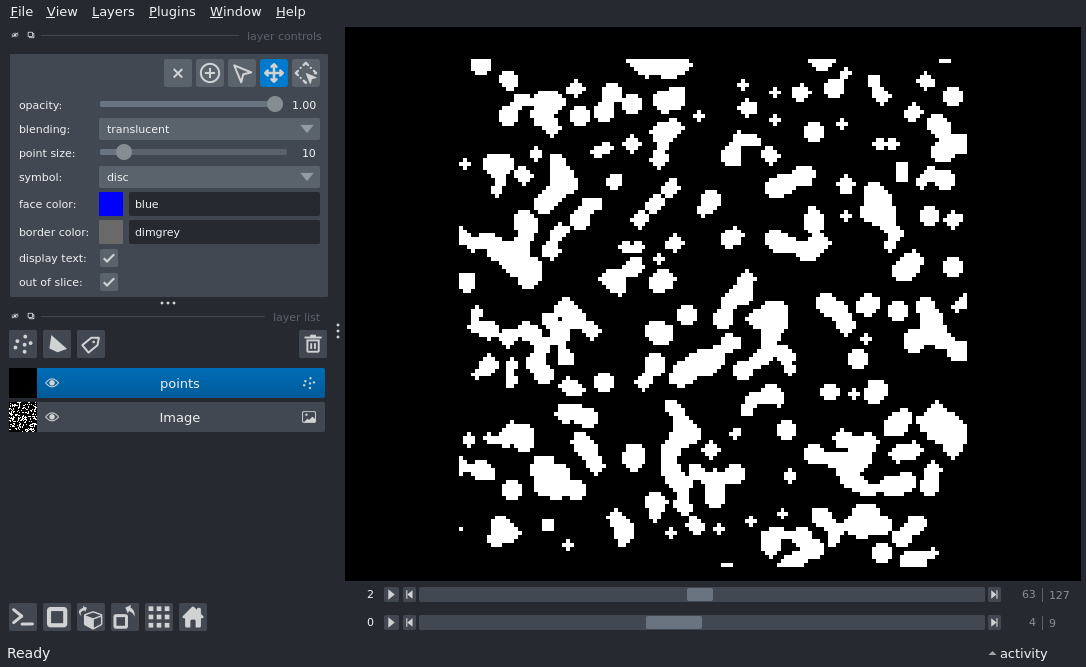 File View Layers Plugins Window Help
layer controls
opacity: 1.00
blending: translucent
point size: 10
symbol: disc
face color: blue
border color: dimgrey
display text:
out of slice:
layer list
points
Image
2 63 | 127
0 4 | 9
Ready activity